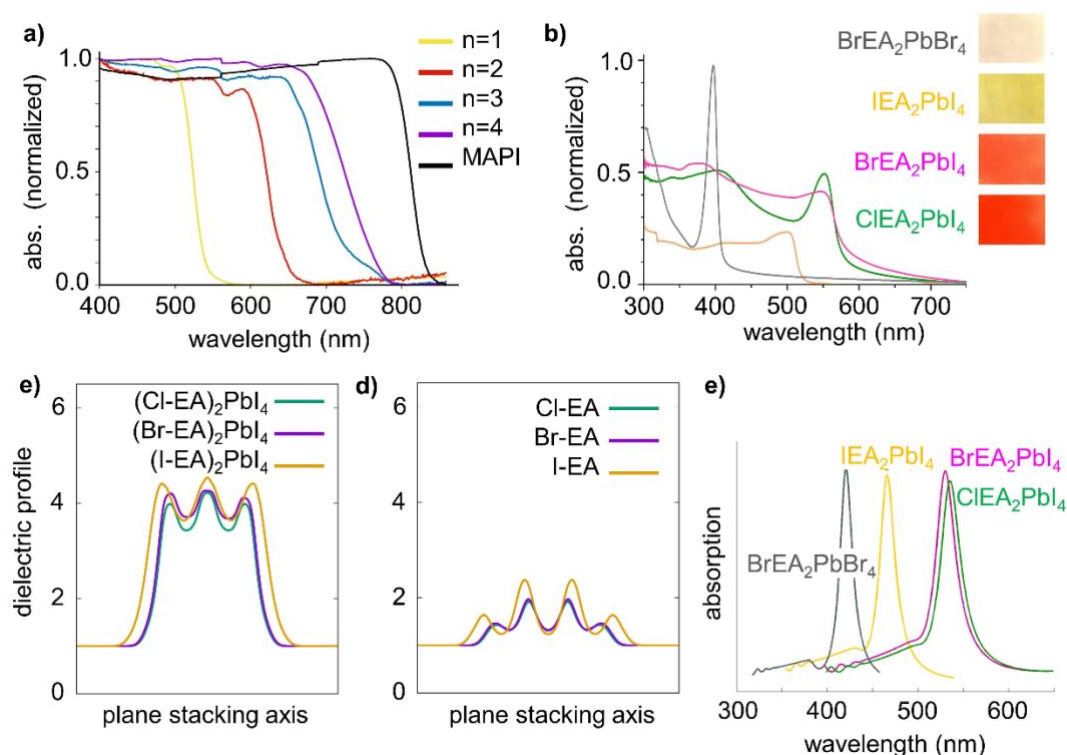 a)
n=1
n=2
n=3
n=4
MAPI
1.0
0.5
0.0
abs. (normalized)
400 500 600 700 800
wavelength (nm)
b)
BrEA₂PbBr₄
IEA₂PbI₄
BrEA₂PbI₄
ClEA₂PbI₄
1.0
0.5
0.0
abs. (normalized)
300 400 500 600 700
wavelength (nm)
e)
(Cl-EA)₂PbI₄
(Br-EA)₂PbI₄
(I-EA)₂PbI₄
6
4
2
0
dielectric profile
plane stacking axis
d)
Cl-EA
Br-EA
I-EA
6
4
2
0
plane stacking axis
e)
IEA₂PbI₄
BrEA₂PbI₄
ClEA₂PbI₄
BrEA₂PbBr₄
absorption
300 400 500 600
wavelength (nm)